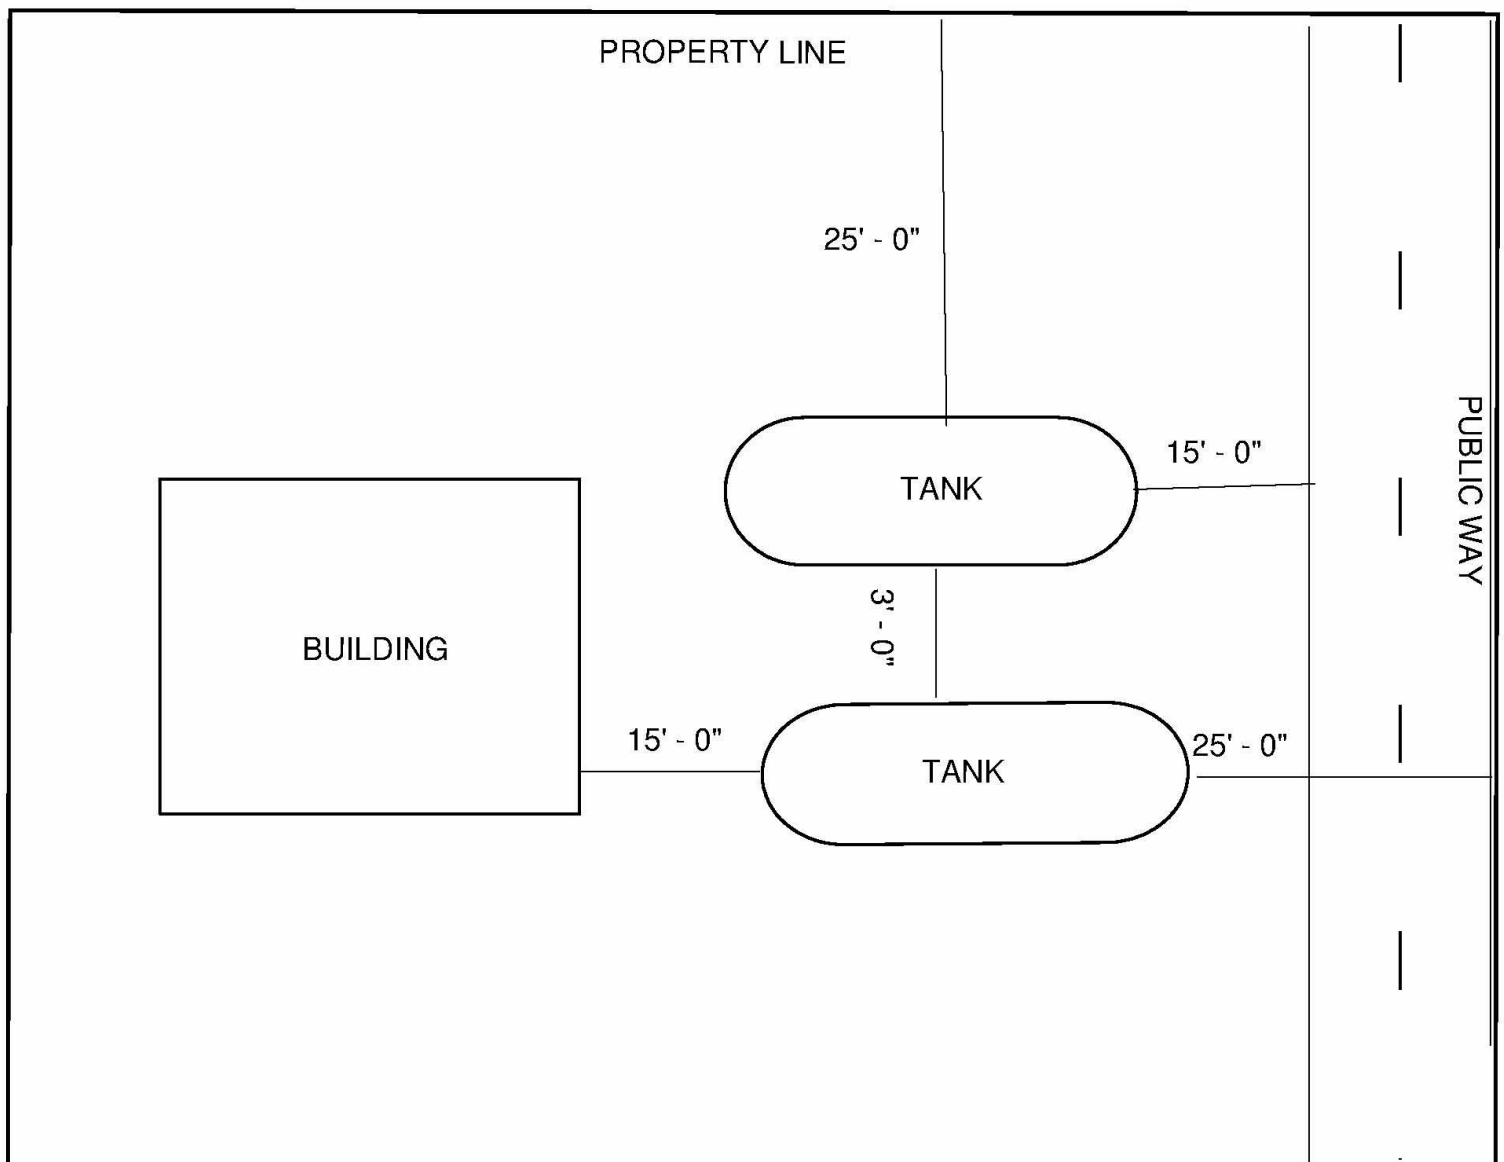 PROPERTY LINE
25' - 0"
PUBLIC WAY
15' - 0"
TANK
3' - 0"
BUILDING
15' - 0"
25' - 0"
TANK